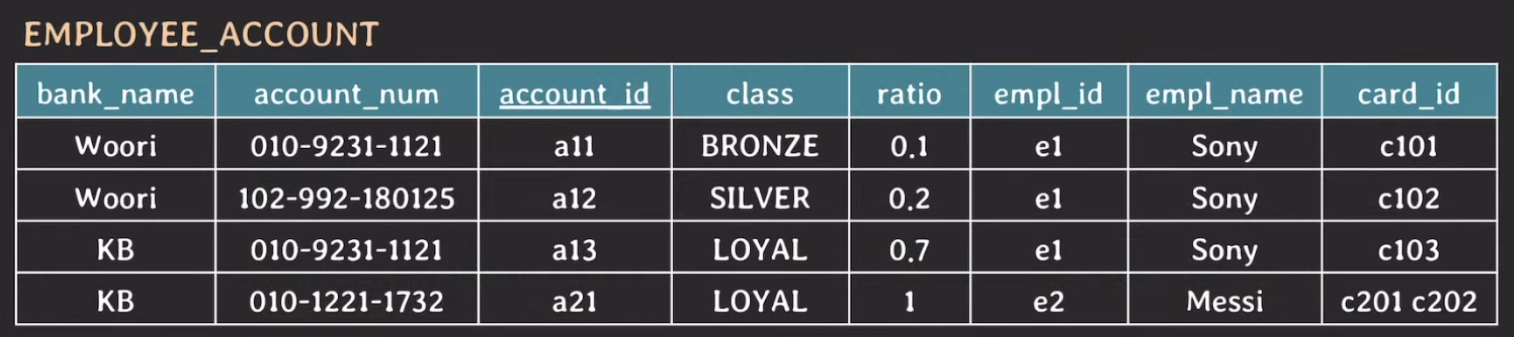 EMPLOYEE_ACCOUNT
bank_name account_num account_id class ratio empl_id empl_name card_id
Woori 010-9231-1121 a11 BRONZE 0.1 e1 Sony c101
Woori 102-992-180125 a12 SILVER 0.2 e1 Sony c102
KB 010-9231-1121 a13 LOYAL 0.7 e1 Sony c103
KB 010-1221-1732 a21 LOYAL 1 e2 Messi c201 c202